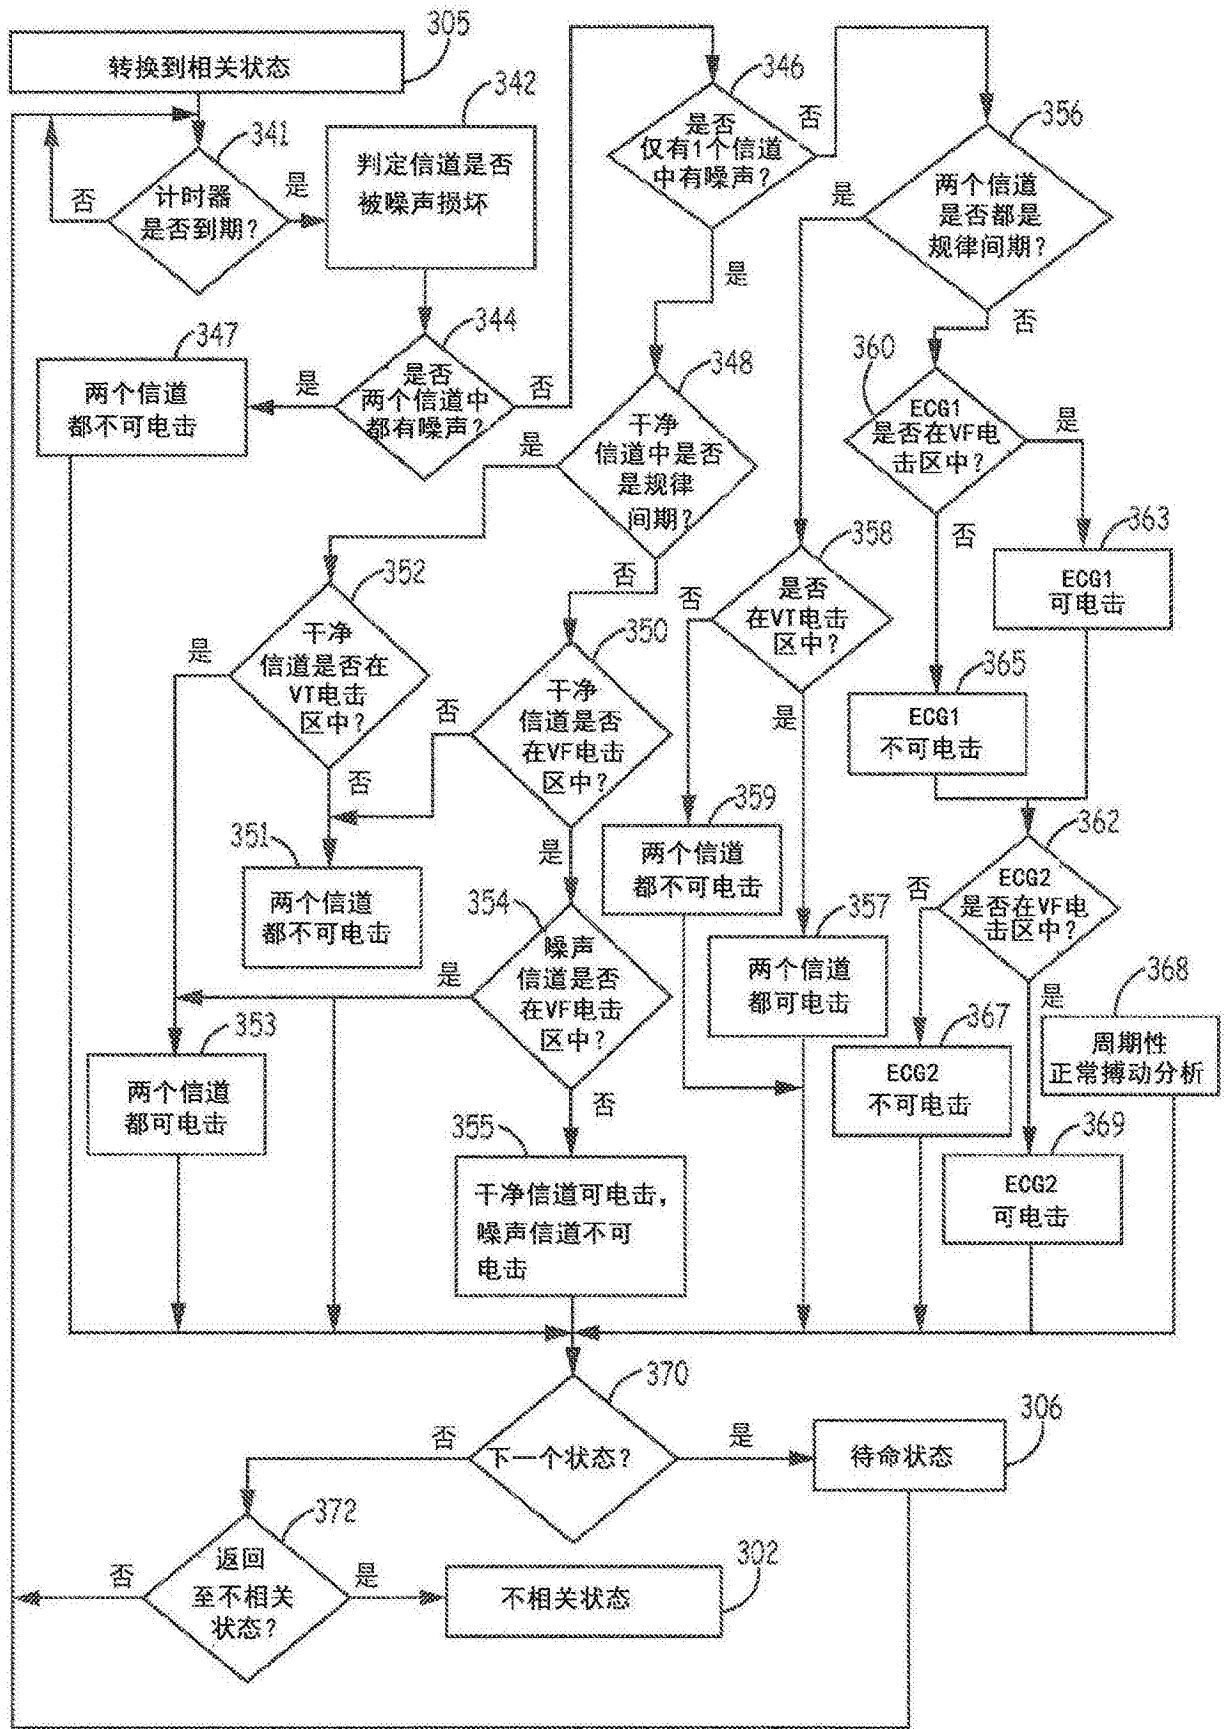 305
转换到相关状态
341
计时器
是否到期？
否
是
342
判定信道是否
被噪声损坏
344
是否
两个信道中
都有噪声？
是
否
347
两个信道
都不可电击
346
是否
仅有1个信道
中有噪声？
否
是
356
两个信道
是否都是
规律间期？
是
否
348
干净
信道中是否
是规律
间期？
是
否
360
ECG1
是否在VF电
击区中？
是
否
363
ECG1
可电击
365
ECG1
不可电击
358
是否
在VT电击
区中？
否
是
352
干净
信道是否在
VT电击
区中？
是
否
350
干净
信道是否
在VF电击
区中？
否
是
351
两个信道
都不可电击
359
两个信道
都不可电击
357
两个信道
都可电击
362
ECG2
是否在VF电
击区中？
否
是
354
噪声
信道是否
在VF电击
区中？
是
否
353
两个信道
都可电击
355
干净信道可电击，
噪声信道不可
电击
367
ECG2
不可电击
368
周期性
正常搏动分析
369
ECG2
可电击
370
下一个状态？
否
是
306
待命状态
372
返回
至不相关
状态？
否
是
302
不相关状态